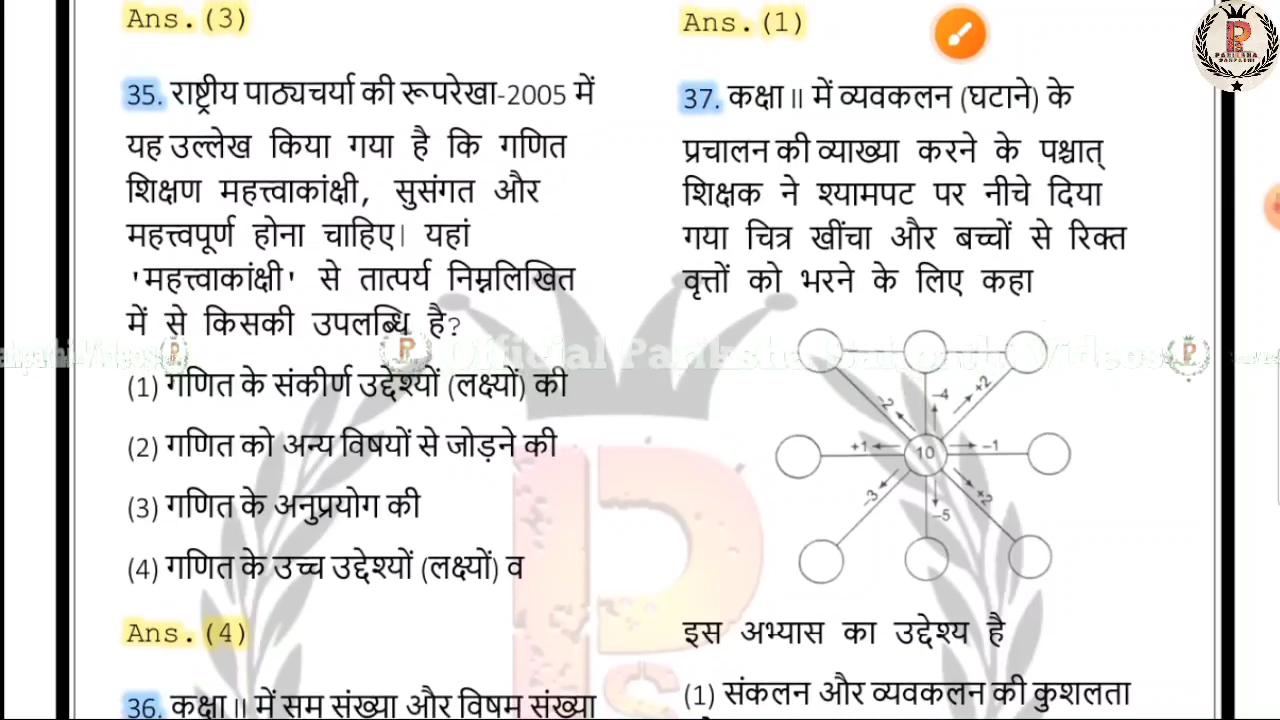 Ans.(3)
35. राष्ट्रीय पाठ्यचर्या की रूपरेखा-2005 में
यह उल्लेख किया गया है कि गणित
शिक्षण महत्त्वाकांक्षी, सुसंगत और
महत्त्वपूर्ण होना चाहिए। यहां
'महत्त्वाकांक्षी' से तात्पर्य निम्नलिखित
में से किसकी उपलब्धि है?
(1) गणित के संकीर्ण उद्देश्यों (लक्ष्यों) की
(2) गणित को अन्य विषयों से जोड़ने की
(3) गणित के अनुप्रयोग की
(4) गणित के उच्च उद्देश्यों (लक्ष्यों) व
Ans.(4)
36. कक्षा II में सम संख्या और विषम संख्या
Ans.(1)
37. कक्षा II में व्यवकलन (घटाने) के
प्रचालन की व्याख्या करने के पश्चात्
शिक्षक ने श्यामपट पर नीचे दिया
गया चित्र खींचा और बच्चों से रिक्त
वृत्तों को भरने के लिए कहा
-2 -4 +2
+1 10 -1
-3 -5 +2
इस अभ्यास का उद्देश्य है
(1) संकलन और व्यवकलन की कुशलता
PARIKSHA
Official Pariksha Videos